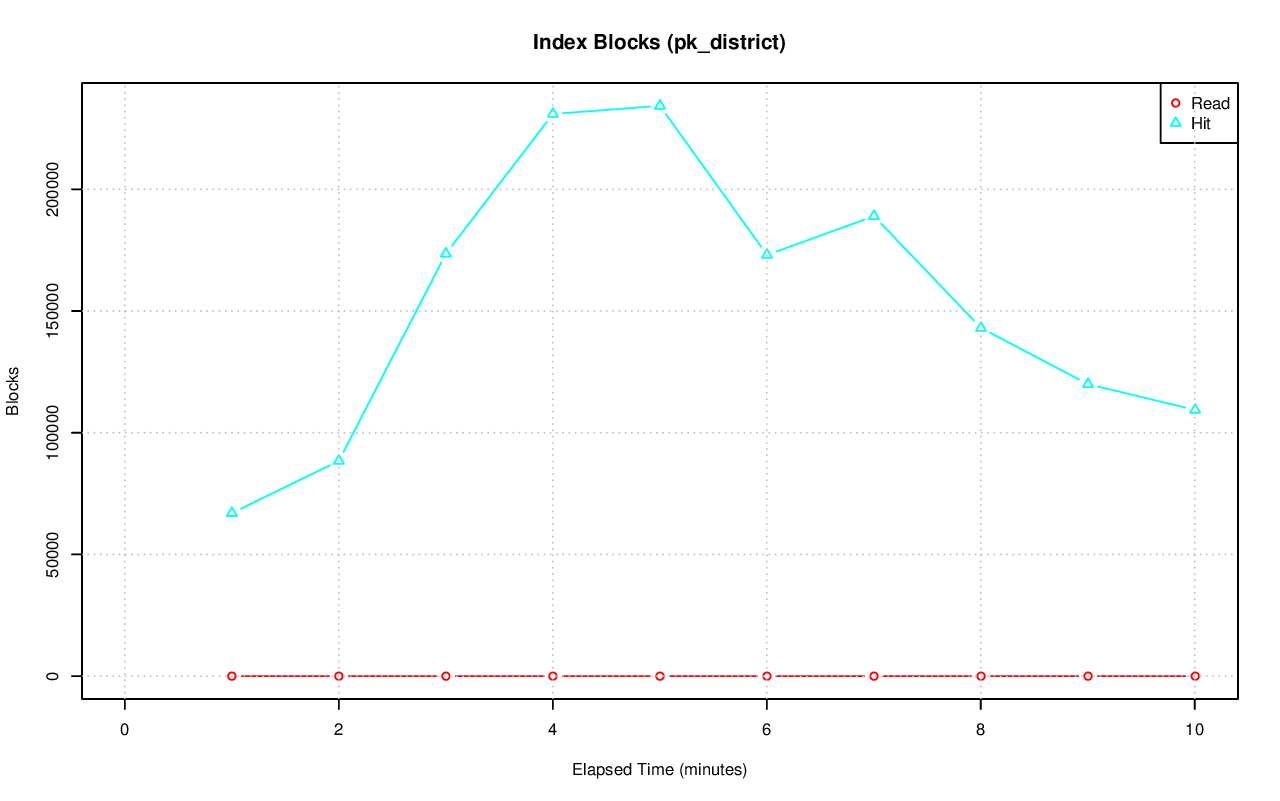 Index Blocks (pk_district)
Read
Hit
200000
150000
100000
50000
0
Blocks
0 2 4 6 8 10
Elapsed Time (minutes)